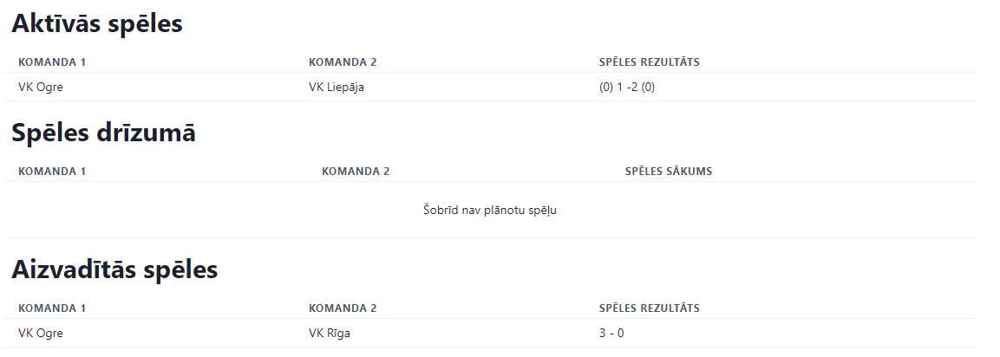 Aktīvās spēles
KOMANDA 1 KOMANDA 2 SPĒLES REZULTĀTS
VK Ogre VK Liepāja (0) 1 -2 (0)
Spēles drīzumā
KOMANDA 1 KOMANDA 2 SPĒLES SĀKUMS
Šobrīd nav plānotu spēļu
Aizvadītās spēles
KOMANDA 1 KOMANDA 2 SPĒLES REZULTĀTS
VK Ogre VK Rīga 3 - 0